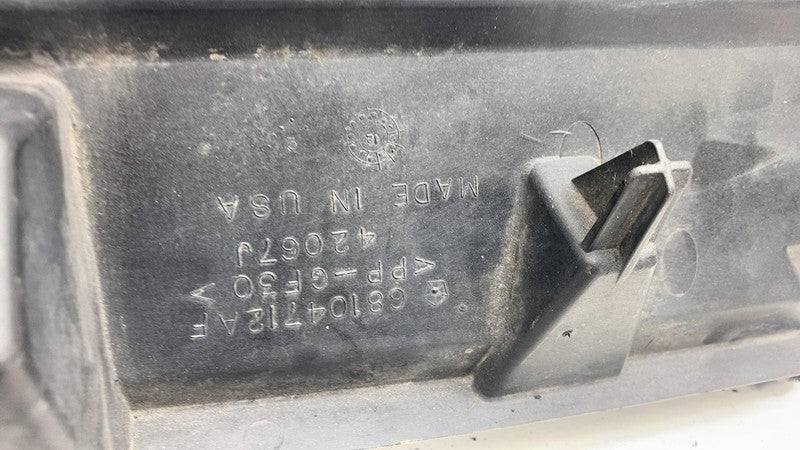 68104712AF
>PP-GF30<
42067J
MADE IN USA